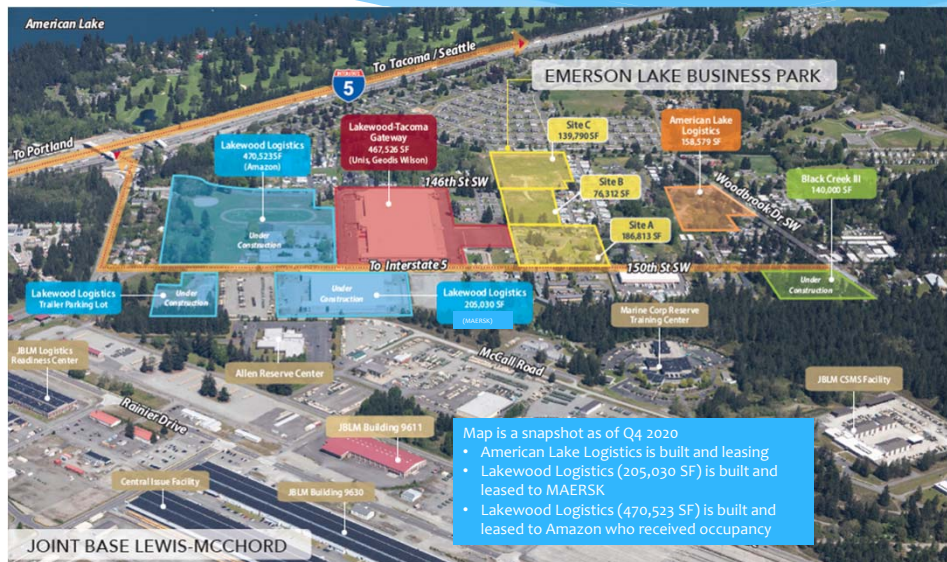 American Lake
To Tacoma / Seattle
INTERSTATE
5
EMERSON LAKE BUSINESS PARK
To Portland
Lakewood Logistics
470,523SF
(Amazon)
Lakewood-Tacoma
Gateway
467,526 SF
(Unis, Geodis Wilson)
Site C
139,790 SF
American Lake
Logistics
158,579 SF
146th St SW
Site B
76,312 SF
Woodbrook Dr SW
Black Creek III
140,000 SF
Site A
186,813 SF
Under
Construction
To Interstate 5
150th St SW
Lakewood Logistics
Trailer Parking Lot
Under
Construction
Under
Construction
Lakewood Logistics
205,030 SF
(MAERSK)
Under
Construction
Marine Corp Reserve
Training Center
JBLM Logistics
Readiness Center
Allen Reserve Center
McCall Road
JBLM CSMS Facility
Rainier Drive
JBLM Building 9611
Central Issue Facility
JBLM Building 9630
Map is a snapshot as of Q4 2020
• American Lake Logistics is built and leasing
• Lakewood Logistics (205,030 SF) is built and
leased to MAERSK
• Lakewood Logistics (470,523 SF) is built and
leased to Amazon who received occupancy
JOINT BASE LEWIS-MCCHORD